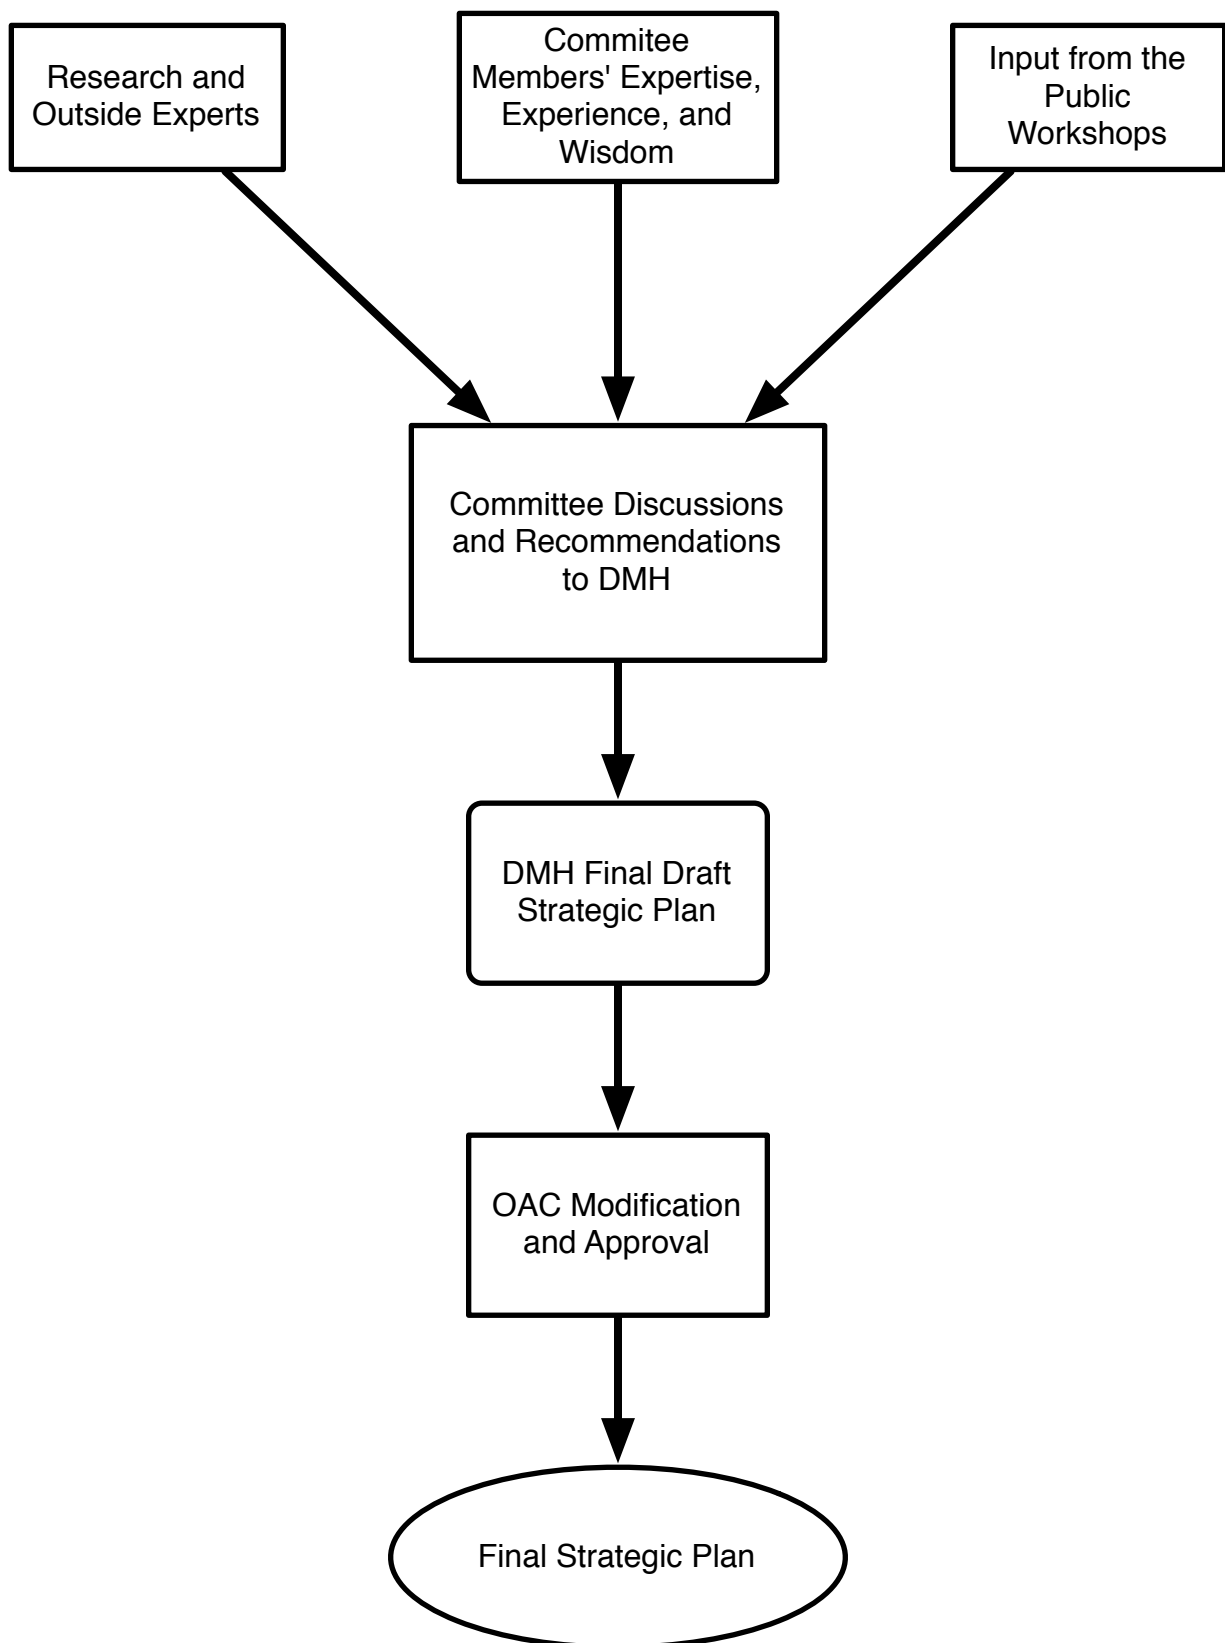 Research and
Outside Experts
Commitee
Members' Expertise,
Experience, and
Wisdom
Input from the
Public
Workshops
Committee Discussions
and Recommendations
to DMH
DMH Final Draft
Strategic Plan
OAC Modification
and Approval
Final Strategic Plan